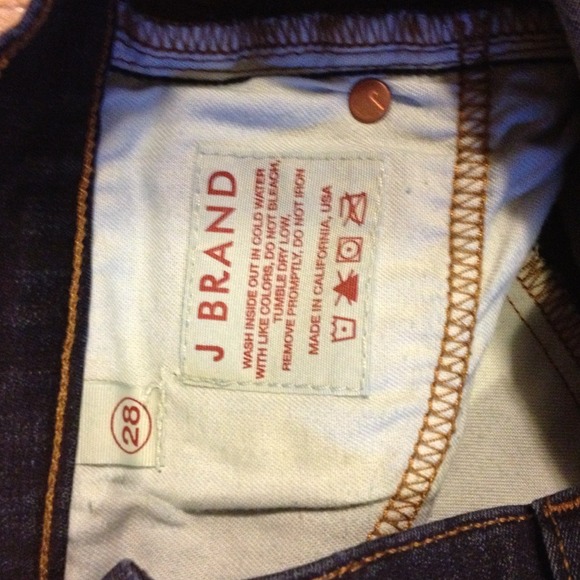 J BRAND
WASH INSIDE OUT IN COLD WATER
WITH LIKE COLORS, DO NOT BLEACH,
TUMBLE DRY LOW,
REMOVE PROMPTLY, DO NOT IRON
MADE IN CALIFORNIA, USA
28